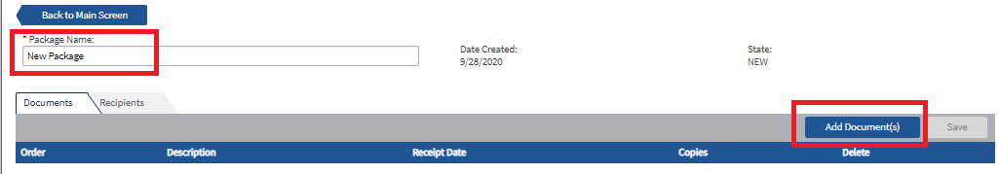 Back to Main Screen
* Package Name:
New Package
Date Created:
9/28/2020
State:
NEW
Documents
Recipients
Add Document(s)
Save
Order
Description
Receipt Date
Copies
Delete